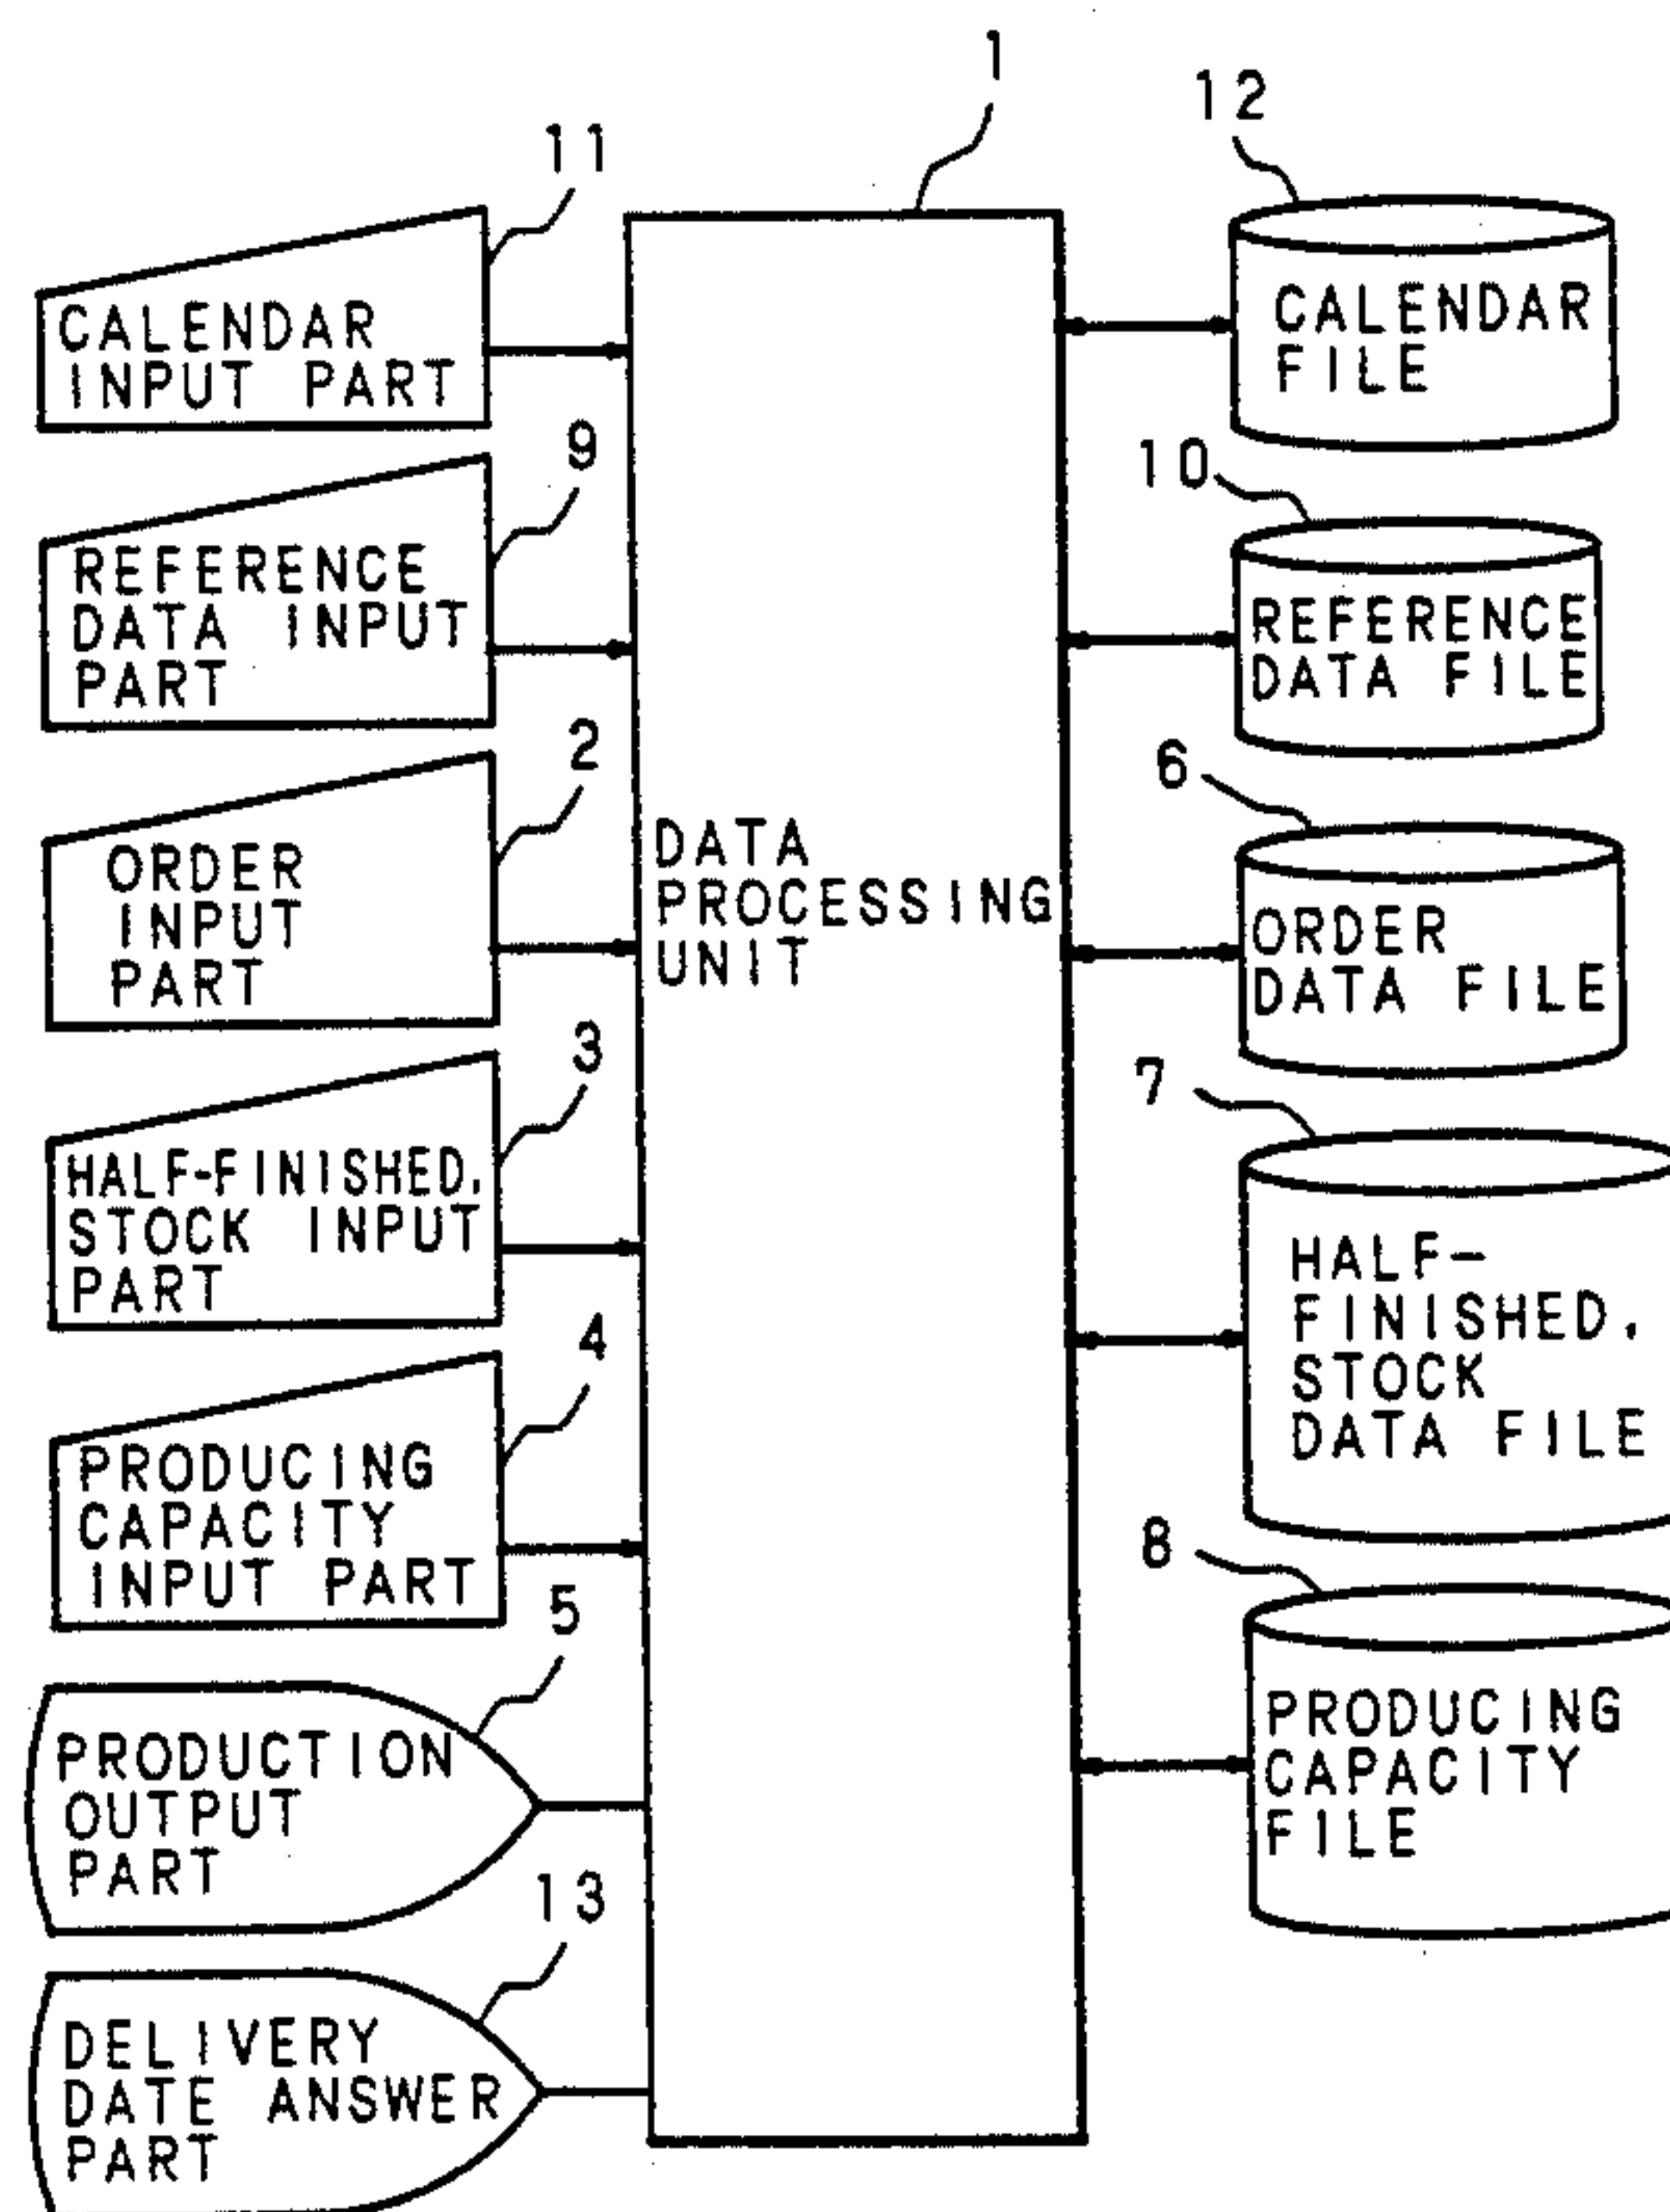 1
12
11
CALENDAR
INPUT PART
CALENDAR
FILE
9
10
REFERENCE
DATA INPUT
PART
REFERENCE
DATA FILE
2
6
ORDER
INPUT
PART
DATA
PROCESSING
UNIT
ORDER
DATA FILE
3
7
HALF-FINISHED.
STOCK INPUT
PART
HALF-
FINISHED.
STOCK
DATA FILE
4
8
PRODUCING
CAPACITY
INPUT PART
PRODUCING
CAPACITY
FILE
5
PRODUCTION
OUTPUT
PART
13
DELIVERY
DATE ANSWER
PART